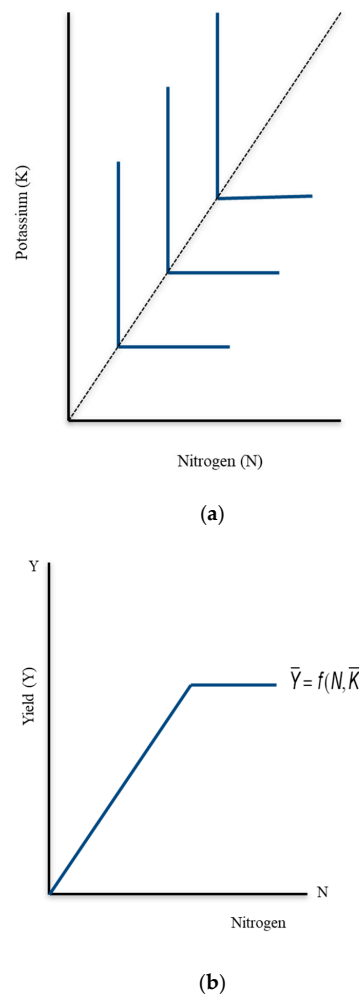 Potassium (K)
Nitrogen (N)
(a)
Y
Yield (Y)
Y̅ = f(N, K̅
N
Nitrogen
(b)